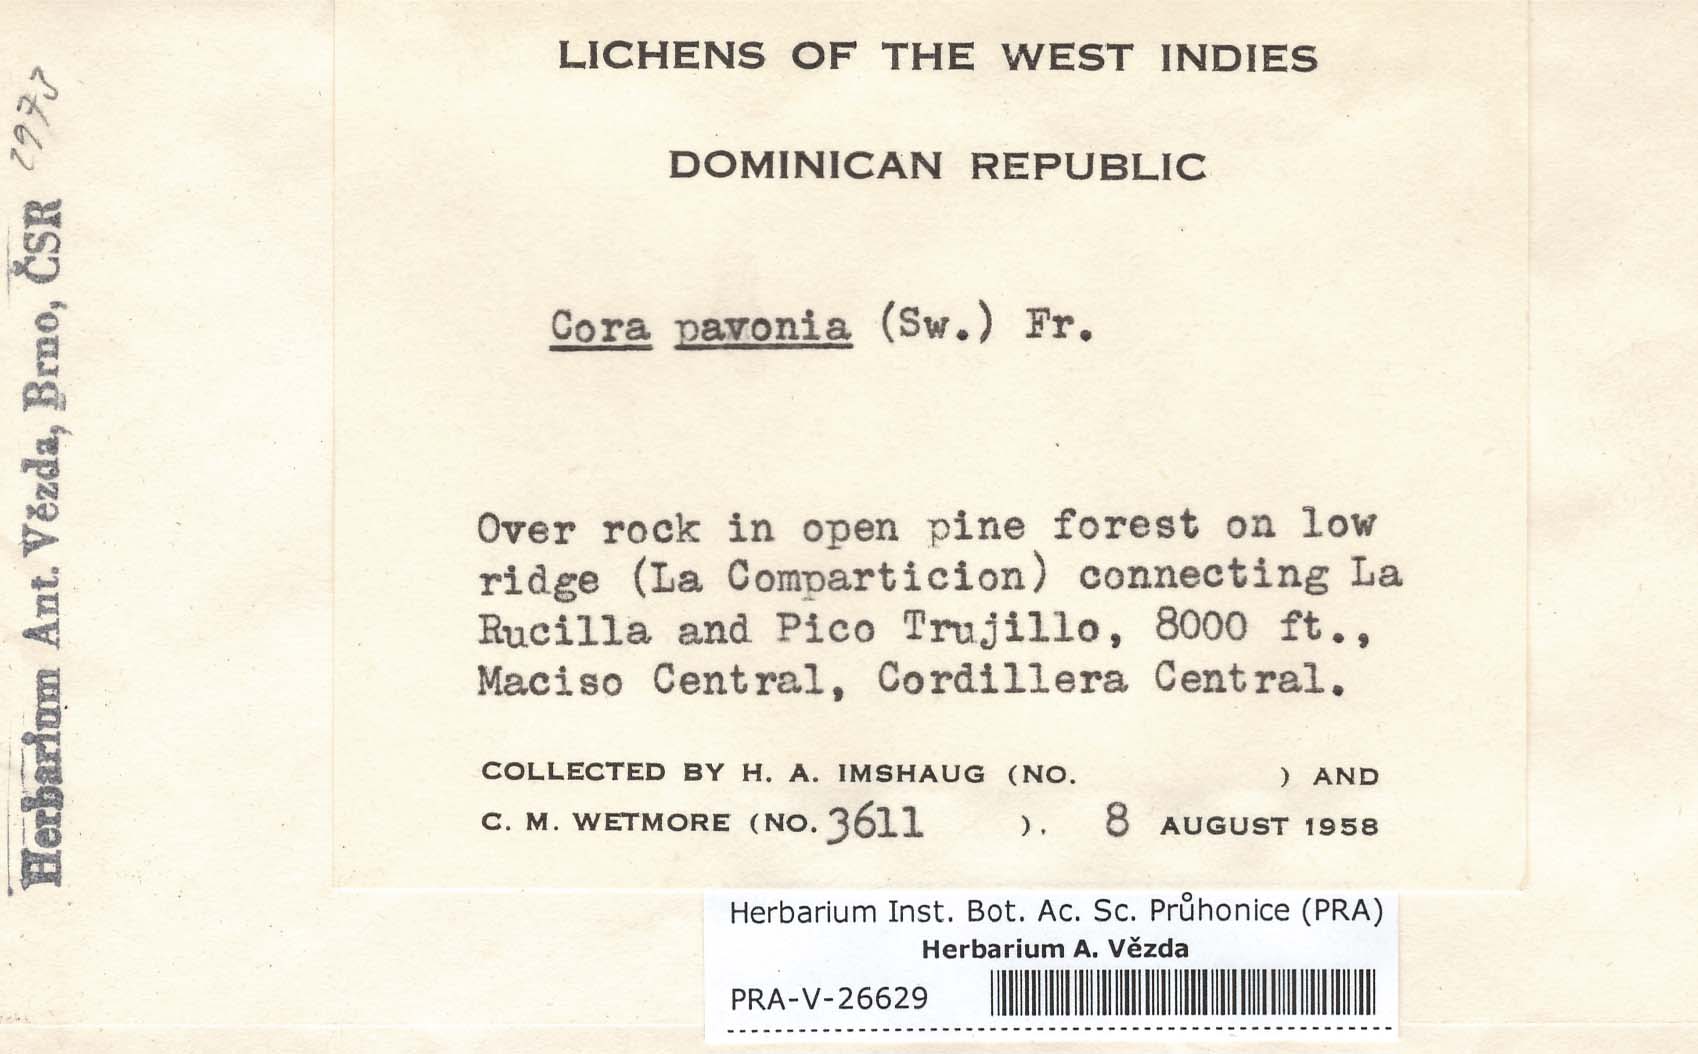 LICHENS OF THE WEST INDIES
DOMINICAN REPUBLIC
Cora pavonia (Sw.) Fr.
Over rock in open pine forest on low
ridge (La Comparticion) connecting La
Rucilla and Pico Trujillo, 8000 ft.,
Maciso Central, Cordillera Central.
COLLECTED BY H. A. IMSHAUG (NO. ) AND
C. M. WETMORE (NO. 3611 ). 8 AUGUST 1958
Herbarium Ant. Vězda, Brno, ČSR
Herbarium Inst. Bot. Ac. Sc. Průhonice (PRA)
Herbarium A. Vězda
PRA-V-26629